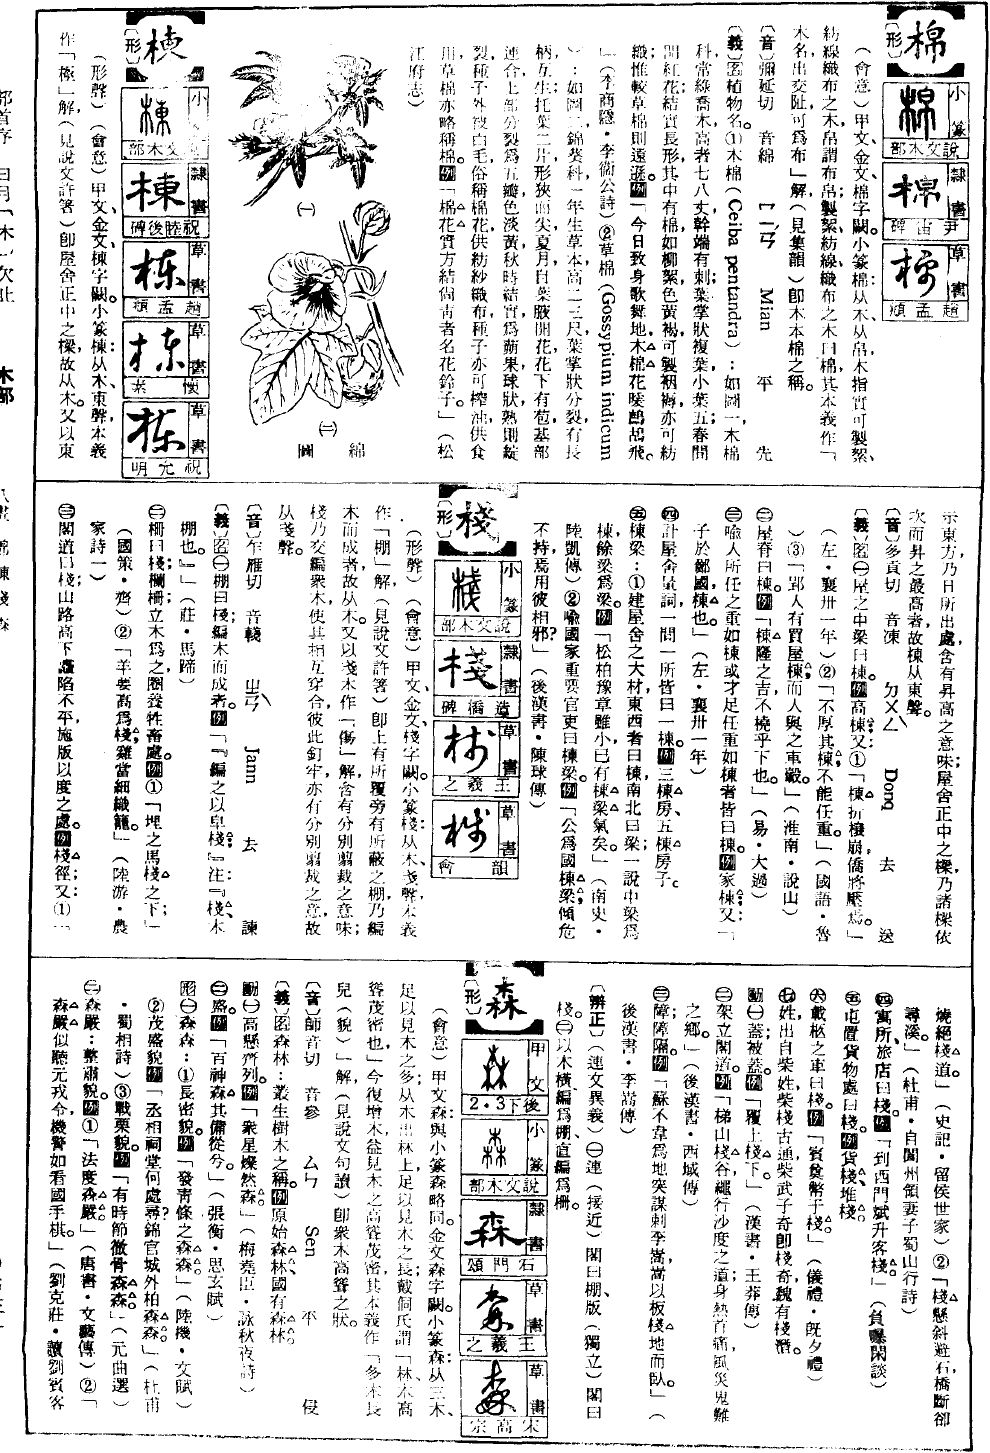 棉
〔形〕
小篆
說文木部
隸書
尹宙碑
草書
趙孟頫
（會意）甲文、金文、棉字闕。小篆棉：从木从帛，木指實可製絮、
紡線織布之木，帛謂布帛；製絮紡線織布之木曰棉，其本義作「
木名出交阯可為布」解（見集韻）即木本棉之稱。
〔音〕彌延切　音綿　ㄇㄧㄢˊ　Mian　平　先
〔義〕名植物名。①木棉（Ceiba pentandra）：如圖一，木棉
科，常綠喬木，高者七八丈，幹端有刺，葉掌狀複葉，小葉五；春間
開紅花，結實長形，其中有棉如柳絮，色黃褐，可製裀褥，亦可紡
織；惟較草棉則遠遜。例「今日致身歌舞地，木棉花暖鷓鴣飛。
」（李商隱・李衛公詩）②草棉（Gossypium indicum
）：如圖二，錦葵科，一年生草本，高二三尺，葉掌狀分裂，有長
柄，互生，托葉二片，形狹而尖，夏月自葉腋開花，花下有苞，基部
連合，上部分裂為五瓣，色淡黃，秋時結實為蒴果，球狀，熟則綻
裂，種子外被白毛，俗稱棉花，供紡紗織布，種子亦可榨油，供食
用，草棉亦略稱棉。例「棉花實方結尚青者名花鈴子。」（松
江府志）
㈠
㈡
綿圖
棟
〔形〕
小篆
說文木部
隸書
祝睦後碑
草書
趙孟頫
草書
懷素
草書
祝允明
（形聲）（會意）甲文、金文、棟字闕。小篆棟：从木、東聲，本義
作「極」解（見說文許箸）即屋舍正中之樑，故从木。又以東
示東方，乃日所出處，含有昇高之意味；屋舍正中之樑，乃諸樑依
次而昇之最高者，故棟从東聲。
〔音〕多貢切　音凍　ㄉㄨㄥˋ　Donq　去　送
〔義〕名㈠屋之中梁曰棟。例高棟又：①「棟折榱崩，僑將壓焉。」
（左・襄卅一年）②「不厚其棟，不能任重。」（國語・魯
）③「郢人有買屋棟，而人與之車轂。」（淮南・說山）
㈡屋脊曰棟。例「棟隆之吉，不橈乎下也。」（易・大過）
㈢喻人所任之重如棟或才足任重如棟者皆曰棟。例家棟又：「
子於鄭國，棟也。」（左・襄卅一年）
㈣計屋舍量詞，一間一所皆曰一棟。例三棟房、五棟房子。
㈤棟梁：①建屋舍之大材，東西者曰棟，南北曰梁；一說中梁為
棟，餘梁為梁。例「松柏豫章雖小，已有棟梁氣矣。」（南史・
陸凱傳）②喻國家重要官吏曰棟梁。例「公為國棟梁，傾危
不持，焉用彼相邪？」（後漢書・陳球傳）
棧
〔形〕
小篆
說文木部
隸書
造橋碑
草書
王羲之
草書
韻會
（形聲）（會意）甲文、金文、棧字闕。小篆棧：从木、戔聲，本義
作「棚」解（見說文許箸）即上有所覆旁有所蔽之棚，乃編
木而成者，故从木。又以戔本作「傷」解，含有分別翦裁之意味；
棧乃交編眾木，使其相互穿合，彼此釘牢，亦有分別翦裁之意，故
从戔聲。
〔音〕乍雁切　音輚　ㄓㄢˋ　Jann　去　諫
〔義〕名㈠棚曰棧，編木而成者。例「『編之以皁棧』注：『棧，木
棚也。』」（莊・馬蹄）
㈡柵曰棧，欄柵；立木為之，圈養牲畜處。例①「埋之馬棧之下；」
（國策・齊）②「羊要高為棧，雞當細織籠。」（陸游・農
家詩一）
㈢閣道曰棧，山路高下巇陷不平，施版以度之處。例棧徑又：①「
燒絕棧道」（史記・留侯世家）②「棧懸斜避石，橋斷卻
尋溪。」（杜甫・自閬州領妻子卻赴蜀山行詩）
㈣寓所、旅店曰棧。例「到西門斌升客棧。」（負曝閑談）
㈤屯置貨物處曰棧。例貨棧、堆棧。
㈥載柩之車曰棧。例「賓奠幣于棧。」（儀禮・既夕禮）
㈦姓，出自柴姓；柴棧古通，柴武子奇即棧奇，魏有棧潛。
動㈠蓋被，蓋。例「覆上棧下。」（漢書・王莽傳）
㈡架立閣道。例「梯山棧谷，繩行沙度之道；身熱首痛，風災鬼難
之鄉。」（後漢書・西域傳）
㈢障，障隔。例「蘇不韋為地突謀刺李暠，暠以板棧地而臥。」（
後漢書・李暠傳）
〔辨正〕（連文異義）㈠連（接近）閣曰棚，版（獨立）閣曰
棧。㈡以木橫編為棚，直編為柵。
森
〔形〕
甲文
後下3・2
小篆
說文木部
隸書
石門頌
草書
王羲之
草書
宋高宗
（會意）甲文森與小篆森略同。金文森字闕。小篆森：从三木，
足以見木之多；从木出林上，足以見木之長；戴侗氏謂「林木高
聳茂密也」今復增木，益見木之高聳茂密，其本義作「多木長
皃（貌）」解（見說文句讀）即眾木高聳之狀。
〔音〕師音切　音參　ㄙㄣ　Sen　平　侵
〔義〕名森林：叢生樹木之稱。例原始森林、國有森林。
動㈠高懸齊列。例「眾星燦然森。」（梅堯臣・詠秋夜詩）
㈡盛。例「百神森其備從兮。」（張衡・思玄賦）
形㈠森森：①長密貌。例「發青條之森森」（陸機・文賦）
②茂盛貌。例「丞相祠堂何處尋？錦官城外柏森森」（杜甫
・蜀相詩）③戰栗貌。例「有時節徹骨森森」（元曲選）
㈡森嚴：整肅貌。例①「法度森嚴」（唐書・文藝傳）②「
森嚴似聽元戎令，機警如看國手棋。」（劉克莊・讀劉賓客